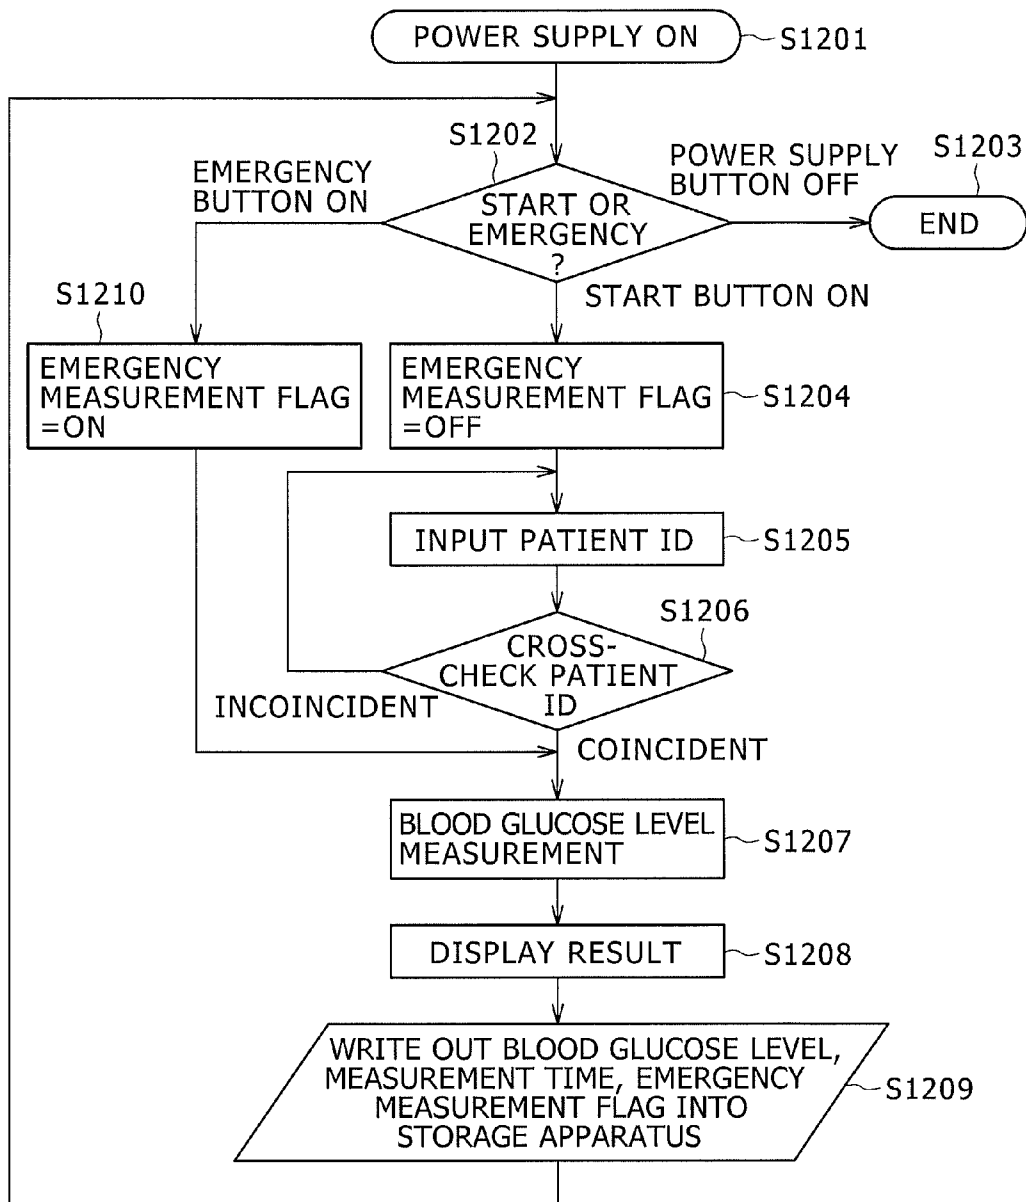 POWER SUPPLY ON
S1201
S1202
EMERGENCY
BUTTON ON
POWER SUPPLY
BUTTON OFF
S1203
START OR
EMERGENCY
?
END
START BUTTON ON
S1210
EMERGENCY
MEASUREMENT FLAG
=ON
EMERGENCY
MEASUREMENT FLAG
=OFF
S1204
INPUT PATIENT ID
S1205
S1206
CROSS-
CHECK PATIENT
ID
INCOINCIDENT
COINCIDENT
BLOOD GLUCOSE LEVEL
MEASUREMENT
S1207
DISPLAY RESULT
S1208
WRITE OUT BLOOD GLUCOSE LEVEL,
MEASUREMENT TIME, EMERGENCY
MEASUREMENT FLAG INTO
STORAGE APPARATUS
S1209